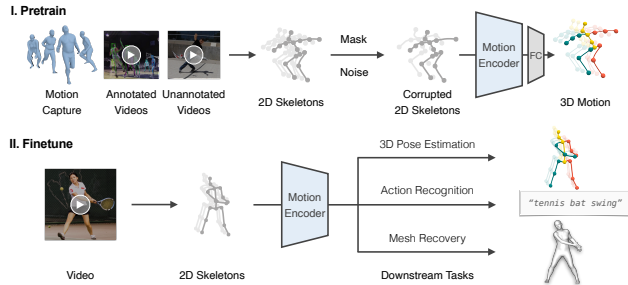 I. Pretrain
Mask
Noise
Motion
Encoder
FC
Motion
Capture
Annotated
Videos
Unannotated
Videos
2D Skeletons
Corrupted
2D Skeletons
3D Motion
II. Finetune
3D Pose Estimation
Motion
Encoder
Action Recognition
"tennis bat swing"
Mesh Recovery
Video
2D Skeletons
Downstream Tasks